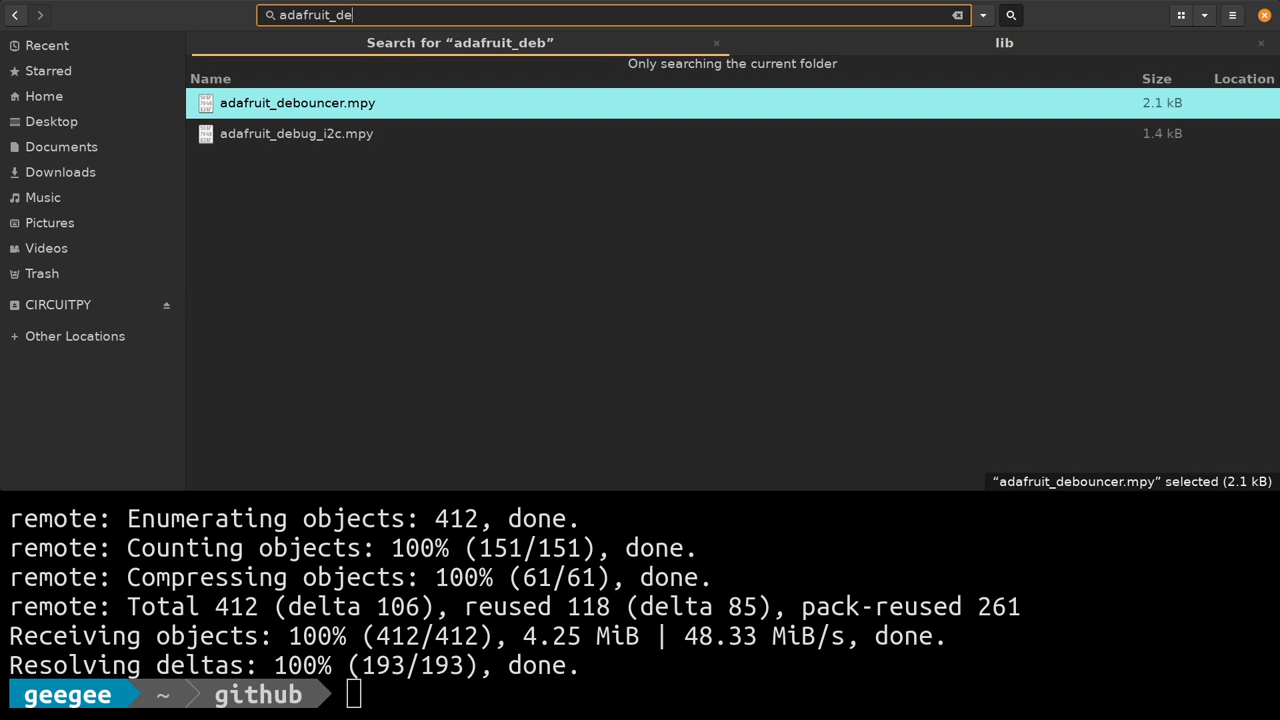 adafruit_de
Search for “adafruit_deb” ×
lib ×
Only searching the current folder
Name Size Location
adafruit_debouncer.mpy 2.1 kB
adafruit_debug_i2c.mpy 1.4 kB
Recent
Starred
Home
Desktop
Documents
Downloads
Music
Pictures
Videos
Trash
CIRCUITPY
+ Other Locations
“adafruit_debouncer.mpy” selected (2.1 kB)
remote: Enumerating objects: 412, done.
remote: Counting objects: 100% (151/151), done.
remote: Compressing objects: 100% (61/61), done.
remote: Total 412 (delta 106), reused 118 (delta 85), pack-reused 261
Receiving objects: 100% (412/412), 4.25 MiB | 48.33 MiB/s, done.
Resolving deltas: 100% (193/193), done.
geegee ~ github